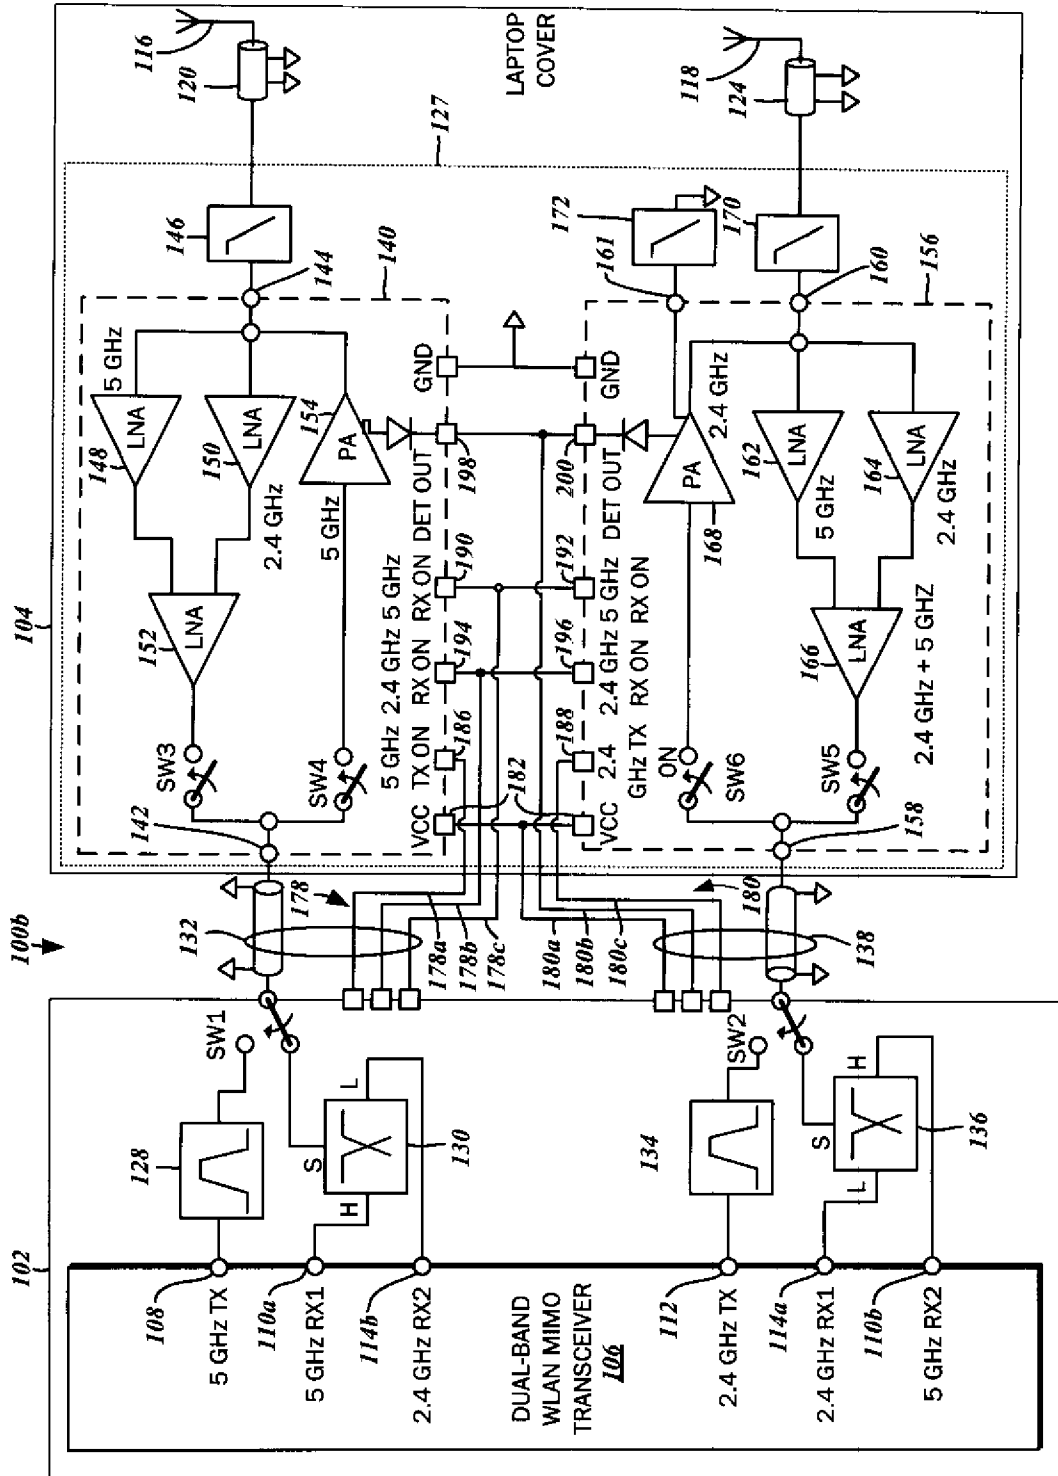 100b
102
104
DUAL-BAND
WLAN MIMO
TRANSCEIVER
106
5 GHz TX
108
5 GHz RX1
110a
2.4 GHz RX2
114b
2.4 GHz TX
112
2.4 GHz RX1
114a
5 GHz RX2
110b
128
SW1
H
S
L
130
134
SW2
L
S
H
136
132
178
178a
178b
178c
180a
180b
180c
180
138
142
SW3
SW4
152
LNA
148
LNA
5 GHz
150
LNA
2.4 GHz
5 GHz
PA
154
144
140
146
116
120
LAPTOP
COVER
127
VCC
5 GHz
TX ON
2.4 GHz
RX ON
5 GHz
RX ON
DET OUT
GND
182
186
194
190
198
188
196
192
200
VCC
2.4
GHz TX
ON
2.4 GHz
RX ON
5 GHz
RX ON
DET OUT
GND
SW6
SW5
158
PA
168
2.4 GHz
162
LNA
5 GHz
164
LNA
2.4 GHz
166
LNA
2.4 GHz + 5 GHZ
161
172
170
160
156
118
124